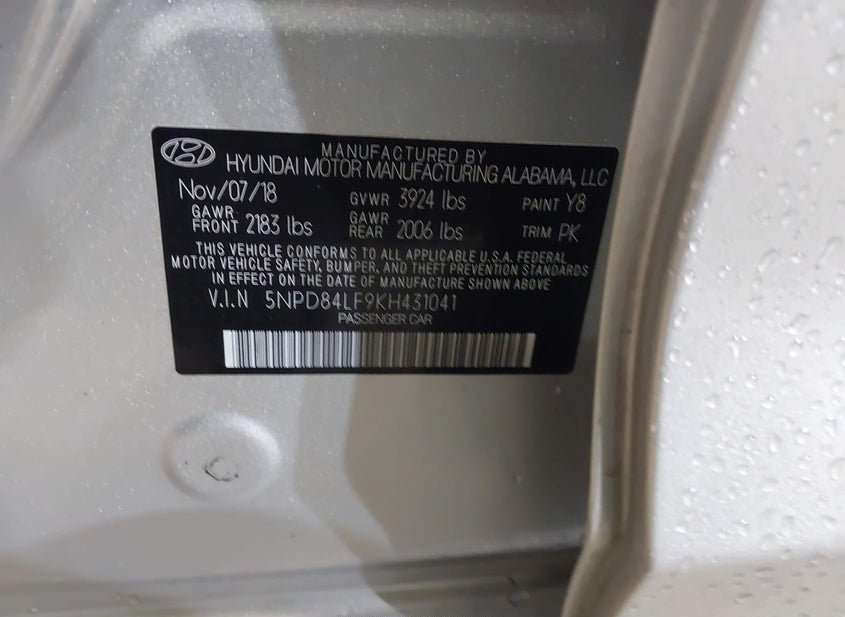 MANUFACTURED BY
HYUNDAI MOTOR MANUFACTURING ALABAMA, LLC
Nov/07/18 GVWR 3924 lbs PAINT Y8
GAWR FRONT 2183 lbs GAWR REAR 2006 lbs TRIM PK
THIS VEHICLE CONFORMS TO ALL APPLICABLE U.S.A. FEDERAL
MOTOR VEHICLE SAFETY, BUMPER, AND THEFT PREVENTION STANDARDS
IN EFFECT ON THE DATE OF MANUFACTURE SHOWN ABOVE
V.I.N 5NPD84LF9KH431041
PASSENGER CAR